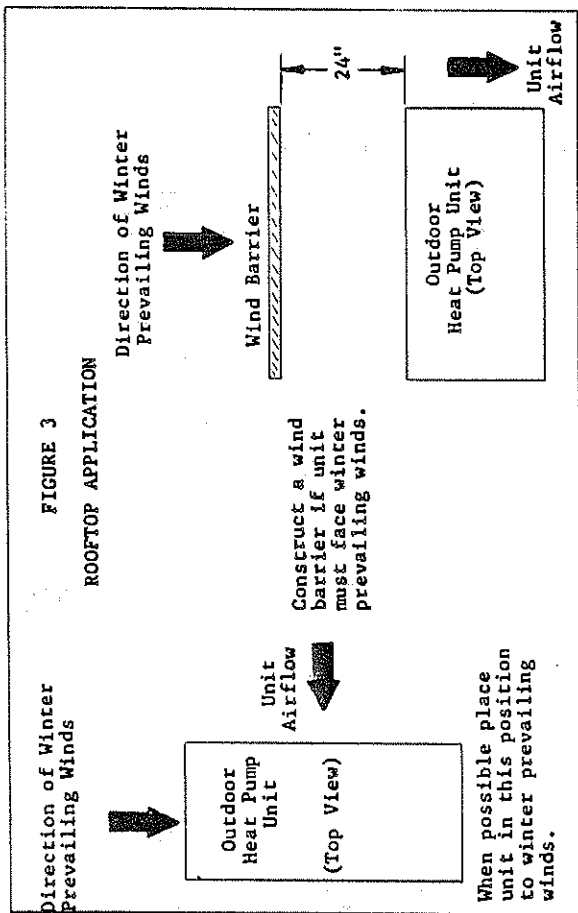 FIGURE 3
ROOFTOP APPLICATION
Direction of Winter
Prevailing Winds
Outdoor
Heat Pump
Unit
(Top View)
Unit
Airflow
When possible place
unit in this position
to winter prevailing
winds.
Construct a wind
barrier if unit
must face winter
prevailing winds.
Direction of Winter
Prevailing Winds
Wind Barrier
24"
Outdoor
Heat Pump Unit
(Top View)
Unit
Airflow